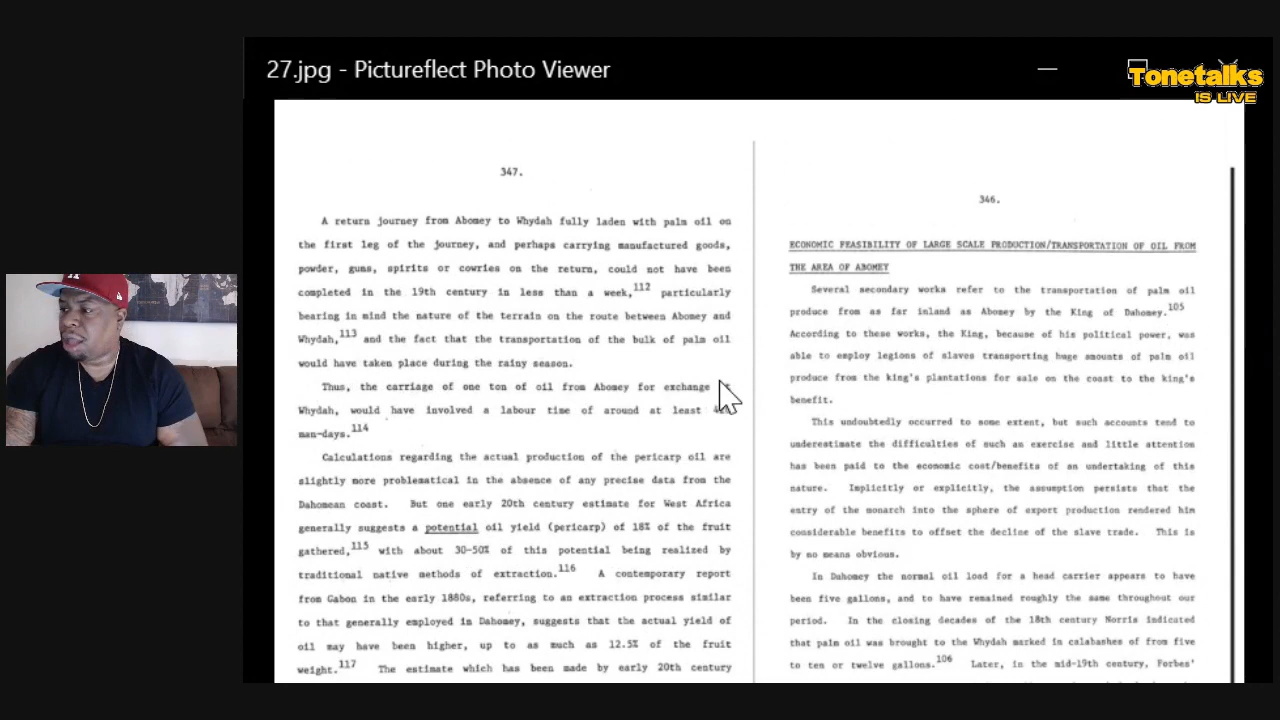 27.jpg - Pictureflect Photo Viewer
Tonetalks
IS LIVE
347.
A return journey from Abomey to Whydah fully laden with palm oil on
the first leg of the journey, and perhaps carrying manufactured goods,
powder, guns, spirits or cowries on the return, could not have been
completed in the 19th century in less than a week,112 particularly
bearing in mind the nature of the terrain on the route between Abomey and
Whydah,113 and the fact that the transportation of the bulk of palm oil
would have taken place during the rainy season.
Thus, the carriage of one ton of oil from Abomey for exchange
Whydah, would have involved a labour time of around at least
man-days.114
Calculations regarding the actual production of the pericarp oil are
slightly more problematical in the absence of any precise data from the
Dahomean coast. But one early 20th century estimate for West Africa
generally suggests a potential oil yield (pericarp) of 18% of the fruit
gathered,115 with about 30-50% of this potential being realized by
traditional native methods of extraction.116 A contemporary report
from Gabon in the early 1880s, referring to an extraction process similar
to that generally employed in Dahomey, suggests that the actual yield of
oil may have been higher, up to as much as 12.5% of the fruit
weight.117 The estimate which has been made by early 20th century
346.
ECONOMIC FEASIBILITY OF LARGE SCALE PRODUCTION/TRANSPORTATION OF OIL FROM
THE AREA OF ABOMEY
Several secondary works refer to the transportation of palm oil
produce from as far inland as Abomey by the King of Dahomey.105
According to these works, the King, because of his political power, was
able to employ legions of slaves transporting huge amounts of palm oil
produce from the king's plantations for sale on the coast to the king's
benefit.
This undoubtedly occurred to some extent, but such accounts tend to
underestimate the difficulties of such an exercise and little attention
has been paid to the economic cost/benefits of an undertaking of this
nature. Implicitly or explicitly, the assumption persists that the
entry of the monarch into the sphere of export production rendered him
considerable benefits to offset the decline of the slave trade. This is
by no means obvious.
In Dahomey the normal oil load for a head carrier appears to have
been five gallons, and to have remained roughly the same throughout our
period. In the closing decades of the 18th century Norris indicated
that palm oil was brought to the Whydah marked in calabashes of from five
to ten or twelve gallons.106 Later, in the mid-19th century, Forbes'